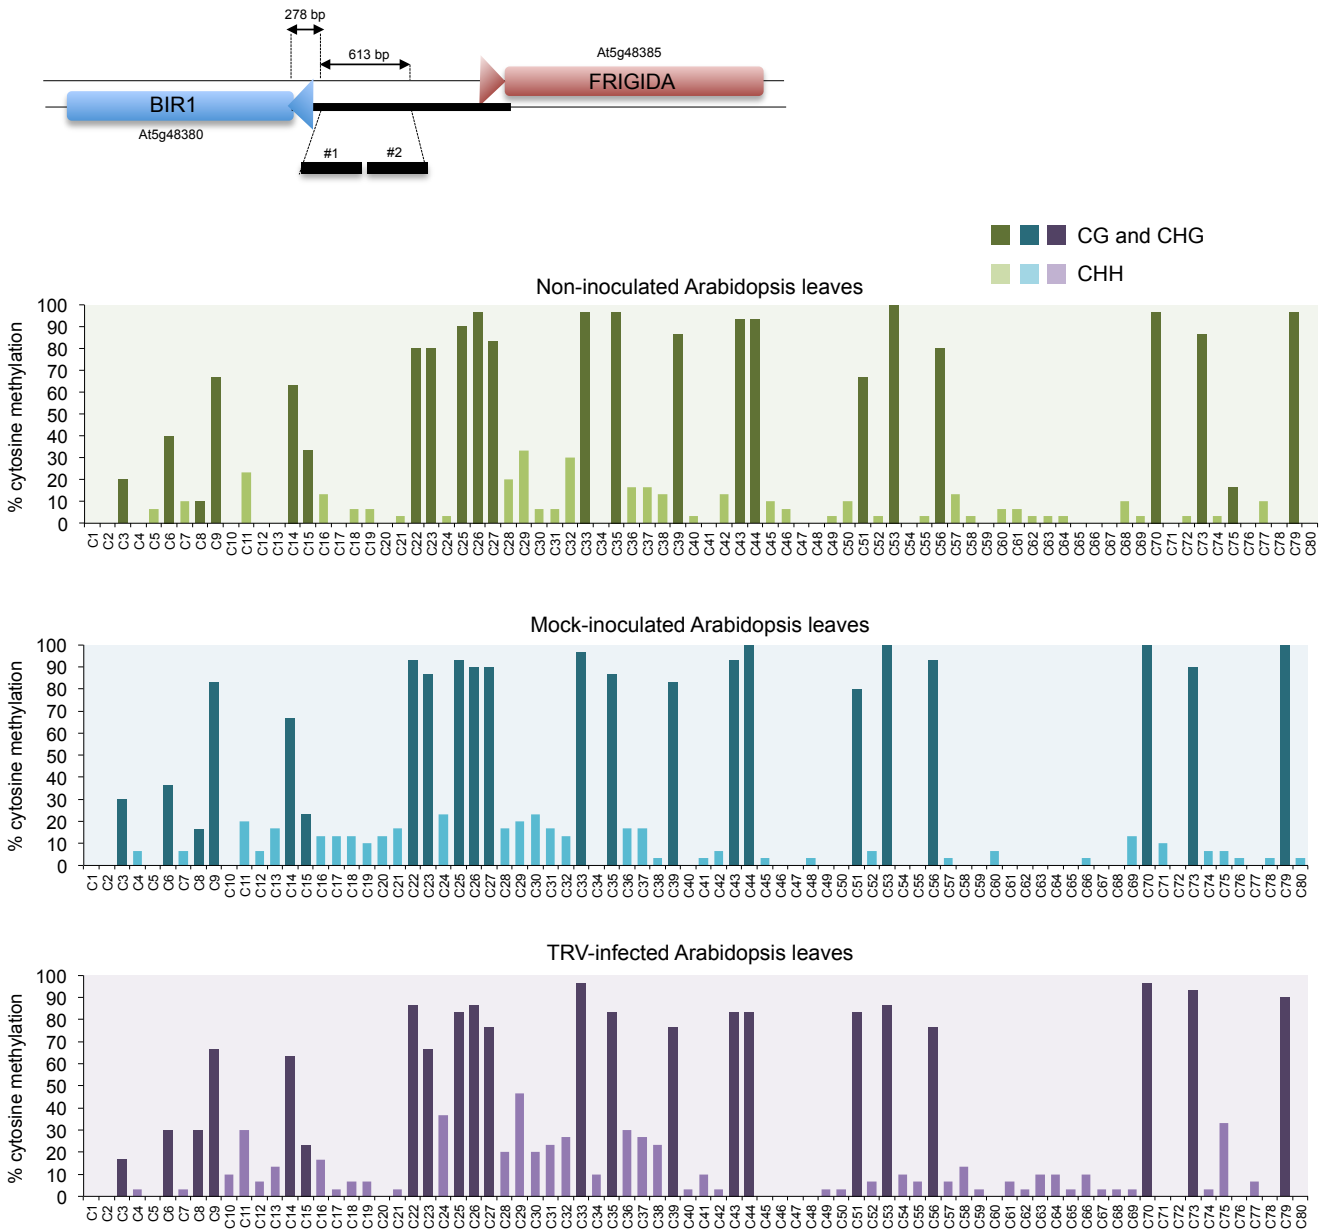 278 bp
613 bp
At5g48385
FRIGIDA
BIR1
At5g48380
#1 #2
CG and CHG
CHH
Non-inoculated Arabidopsis leaves
% cytosine methylation
100
90
80
70
60
50
40
30
20
10
0
C1 C2 C3 C4 C5 C6 C7 C8 C9 C10 C11 C12 C13 C14 C15 C16 C17 C18 C19 C20 C21 C22 C23 C24 C25 C26 C27 C28 C29 C30 C31 C32 C33 C34 C35 C36 C37 C38 C39 C40 C41 C42 C43 C44 C45 C46 C47 C48 C49 C50 C51 C52 C53 C54 C55 C56 C57 C58 C59 C60 C61 C62 C63 C64 C65 C66 C67 C68 C69 C70 C71 C72 C73 C74 C75 C76 C77 C78 C79 C80
Mock-inoculated Arabidopsis leaves
% cytosine methylation
100
90
80
70
60
50
40
30
20
10
0
C1 C2 C3 C4 C5 C6 C7 C8 C9 C10 C11 C12 C13 C14 C15 C16 C17 C18 C19 C20 C21 C22 C23 C24 C25 C26 C27 C28 C29 C30 C31 C32 C33 C34 C35 C36 C37 C38 C39 C40 C41 C42 C43 C44 C45 C46 C47 C48 C49 C50 C51 C52 C53 C54 C55 C56 C57 C58 C59 C60 C61 C62 C63 C64 C65 C66 C67 C68 C69 C70 C71 C72 C73 C74 C75 C76 C77 C78 C79 C80
TRV-infected Arabidopsis leaves
% cytosine methylation
100
90
80
70
60
50
40
30
20
10
0
C1 C2 C3 C4 C5 C6 C7 C8 C9 C10 C11 C12 C13 C14 C15 C16 C17 C18 C19 C20 C21 C22 C23 C24 C25 C26 C27 C28 C29 C30 C31 C32 C33 C34 C35 C36 C37 C38 C39 C40 C41 C42 C43 C44 C45 C46 C47 C48 C49 C50 C51 C52 C53 C54 C55 C56 C57 C58 C59 C60 C61 C62 C63 C64 C65 C66 C67 C68 C69 C70 C71 C72 C73 C74 C75 C76 C77 C78 C79 C80